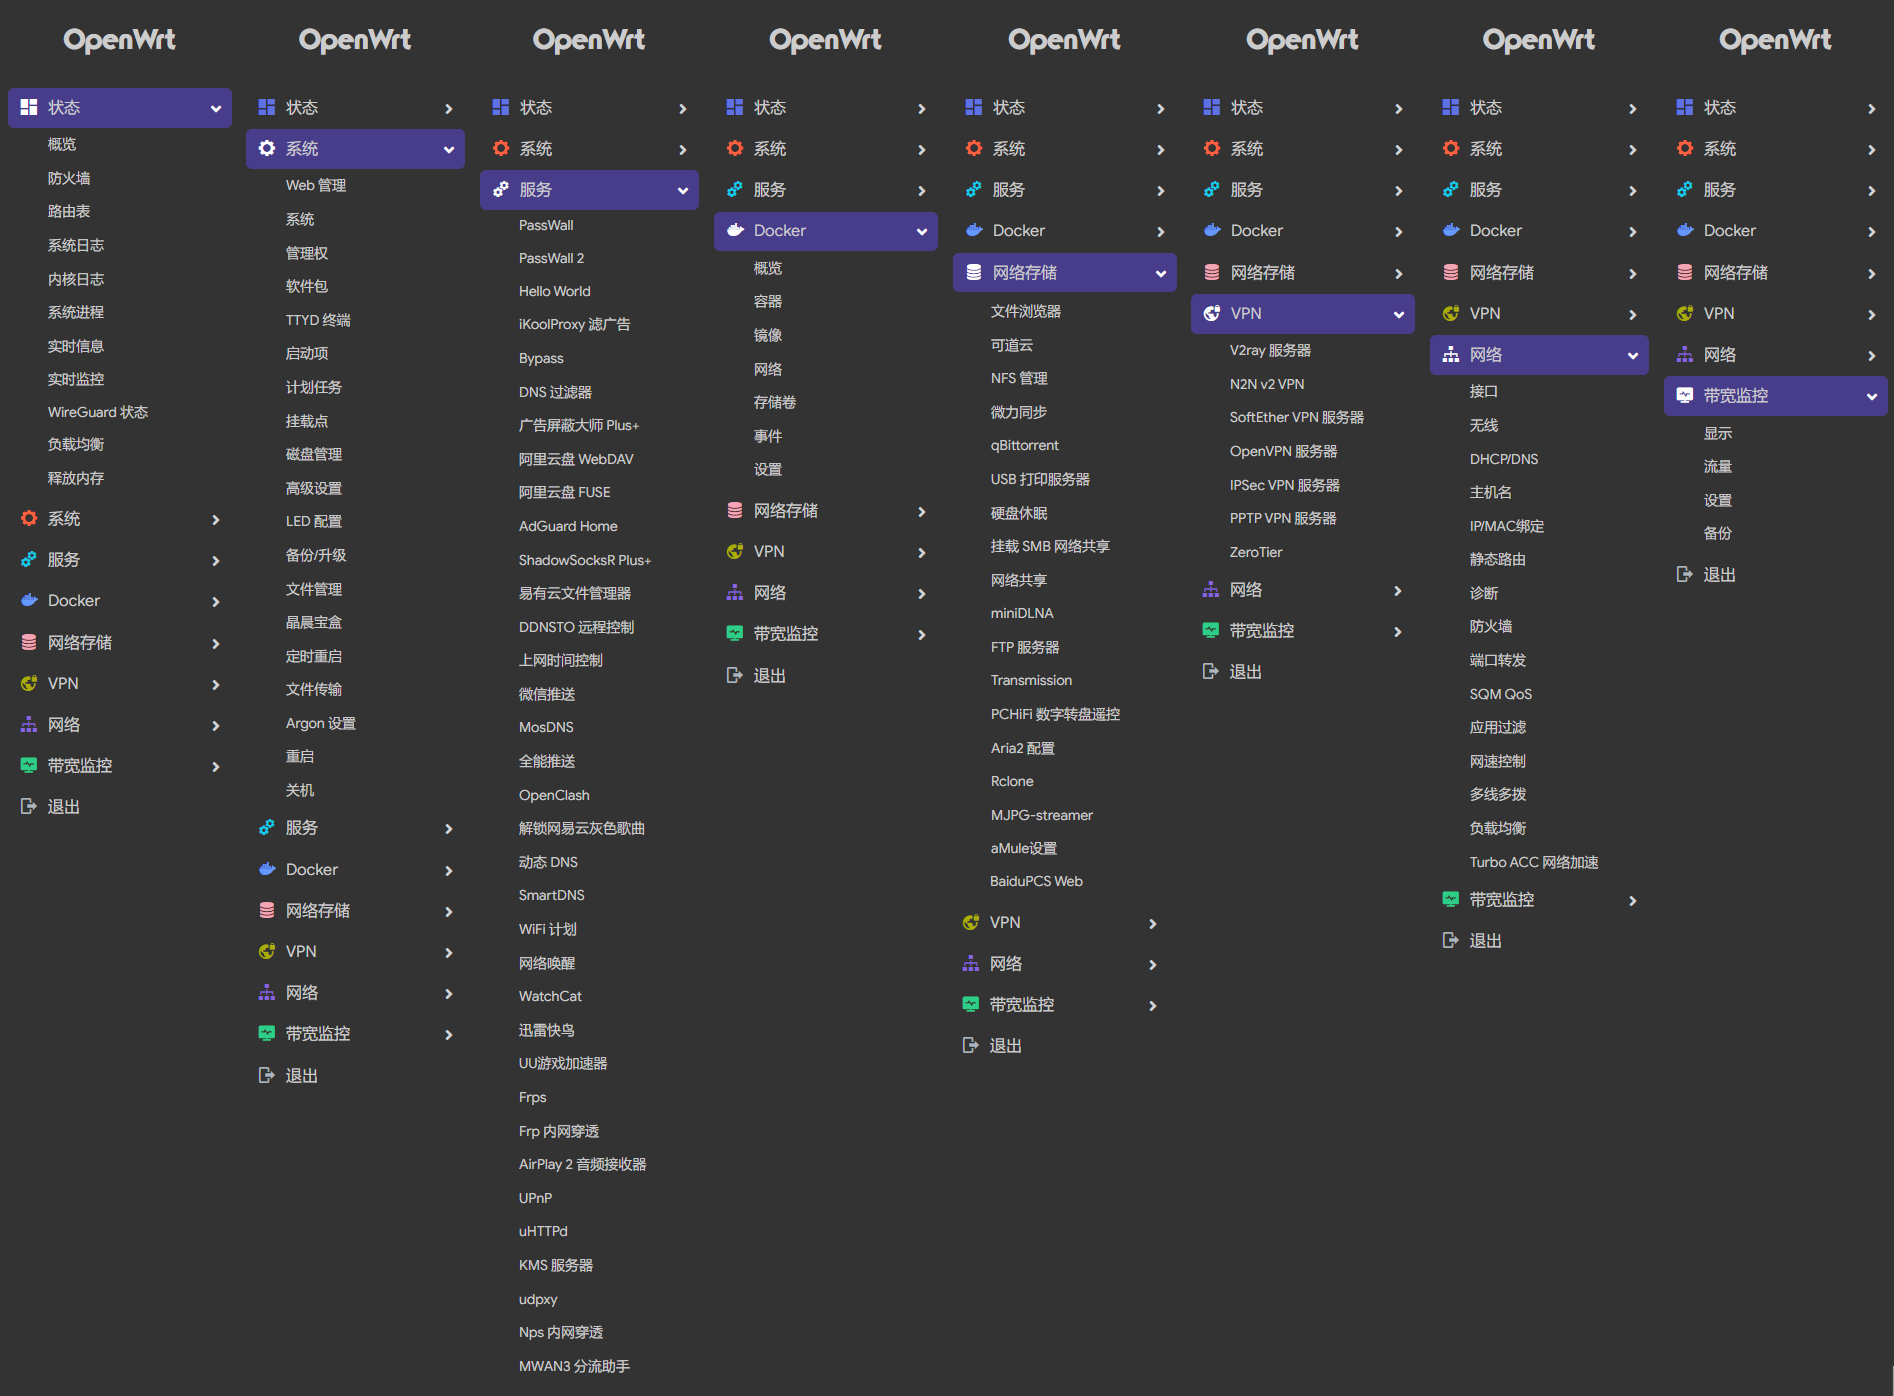 OpenWrt
状态
概览
防火墙
路由表
系统日志
内核日志
系统进程
实时信息
实时监控
WireGuard 状态
负载均衡
释放内存
系统
服务
Docker
网络存储
VPN
网络
带宽监控
退出
OpenWrt
状态
系统
Web 管理
系统
管理权
软件包
TTYD 终端
启动项
计划任务
挂载点
磁盘管理
高级设置
LED 配置
备份/升级
文件管理
晶晨宝盒
定时重启
文件传输
Argon 设置
重启
关机
服务
Docker
网络存储
VPN
网络
带宽监控
退出
OpenWrt
状态
系统
服务
PassWall
PassWall 2
Hello World
iKoolProxy 滤广告
Bypass
DNS 过滤器
广告屏蔽大师 Plus+
阿里云盘 WebDAV
阿里云盘 FUSE
AdGuard Home
ShadowSocksR Plus+
易有云文件管理器
DDNSTO 远程控制
上网时间控制
微信推送
MosDNS
全能推送
OpenClash
解锁网易云灰色歌曲
动态 DNS
SmartDNS
WiFi 计划
网络唤醒
WatchCat
迅雷快鸟
UU游戏加速器
Frps
Frp 内网穿透
AirPlay 2 音频接收器
UPnP
uHTTPd
KMS 服务器
udpxy
Nps 内网穿透
MWAN3 分流助手
OpenWrt
状态
系统
服务
Docker
概览
容器
镜像
网络
存储卷
事件
设置
网络存储
VPN
网络
带宽监控
退出
OpenWrt
状态
系统
服务
Docker
网络存储
文件浏览器
可道云
NFS 管理
微力同步
qBittorrent
USB 打印服务器
硬盘休眠
挂载 SMB 网络共享
网络共享
miniDLNA
FTP 服务器
Transmission
PCHiFi 数字转盘遥控
Aria2 配置
Rclone
MJPG-streamer
aMule设置
BaiduPCS Web
VPN
网络
带宽监控
退出
OpenWrt
状态
系统
服务
Docker
网络存储
VPN
V2ray 服务器
N2N v2 VPN
SoftEther VPN 服务器
OpenVPN 服务器
IPSec VPN 服务器
PPTP VPN 服务器
ZeroTier
网络
带宽监控
退出
OpenWrt
状态
系统
服务
Docker
网络存储
VPN
网络
接口
无线
DHCP/DNS
主机名
IP/MAC绑定
静态路由
诊断
防火墙
端口转发
SQM QoS
应用过滤
网速控制
多线多拨
负载均衡
Turbo ACC 网络加速
带宽监控
退出
OpenWrt
状态
系统
服务
Docker
网络存储
VPN
网络
带宽监控
显示
流量
设置
备份
退出